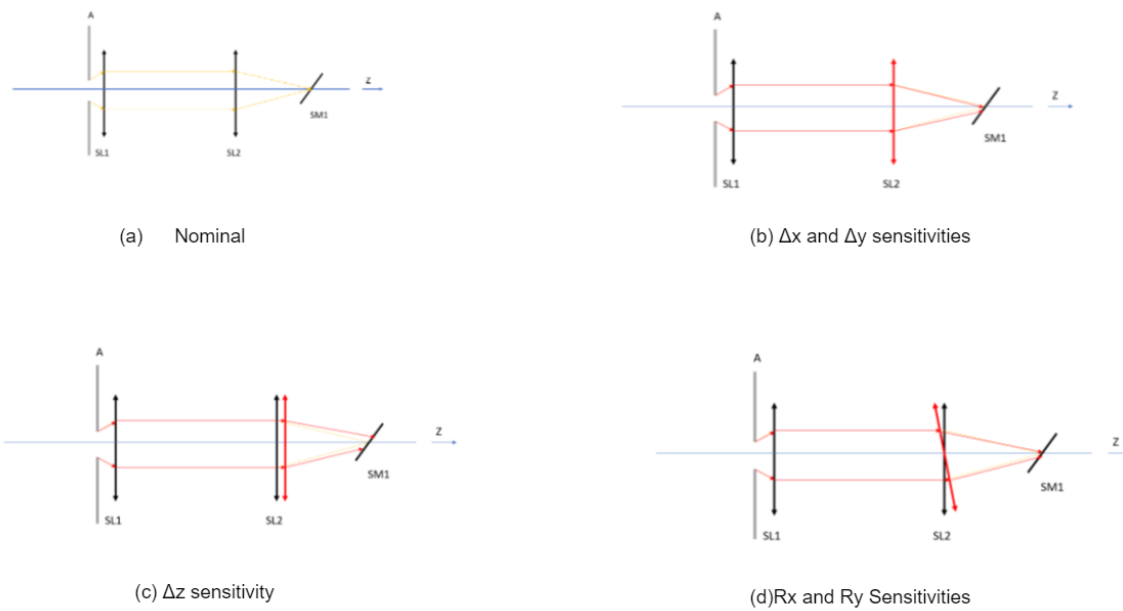 A
Z
SM1
SL1
SL2
(a) Nominal
A
Z
SM1
SL1
SL2
(b) Δx and Δy sensitivities
A
Z
SM1
SL1
SL2
(c) Δz sensitivity
A
Z
SM1
SL1
SL2
(d)Rx and Ry Sensitivities